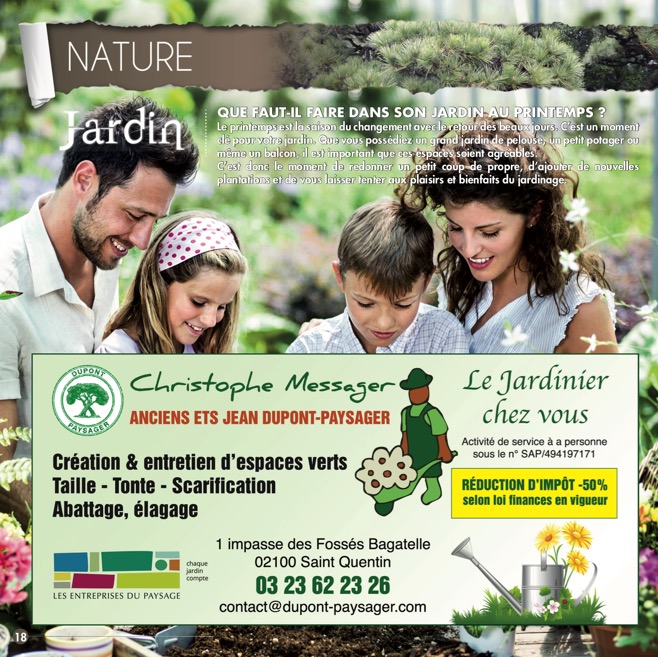 NATURE
Jardin
QUE FAUT-IL FAIRE DANS SON JARDIN AU PRINTEMPS ?
Le printemps est la saison du changement avec le retour des beaux jours. C'est un moment
clé pour votre jardin. Que vous possédiez un grand jardin de pelouse, un petit potager ou
même un balcon, il est important que ces espaces soient agréables.
C'est donc le moment de redonner un petit coup de propre, d'ajouter de nouvelles
plantations et de vous laisser tenter aux plaisirs et bienfaits du jardinage.
DUPONT
PAYSAGER
Christophe Messager
ANCIENS ETS JEAN DUPONT-PAYSAGER
Création & entretien d'espaces verts
Taille - Tonte - Scarification
Abattage, élagage
Le Jardinier
chez vous
Activité de service à a personne
sous le n° SAP/494197171
RÉDUCTION D'IMPÔT -50%
selon loi finances en vigueur
chaque
jardin
compte
LES ENTREPRISES DU PAYSAGE
1 impasse des Fossés Bagatelle
02100 Saint Quentin
03 23 62 23 26
contact@dupont-paysager.com
18